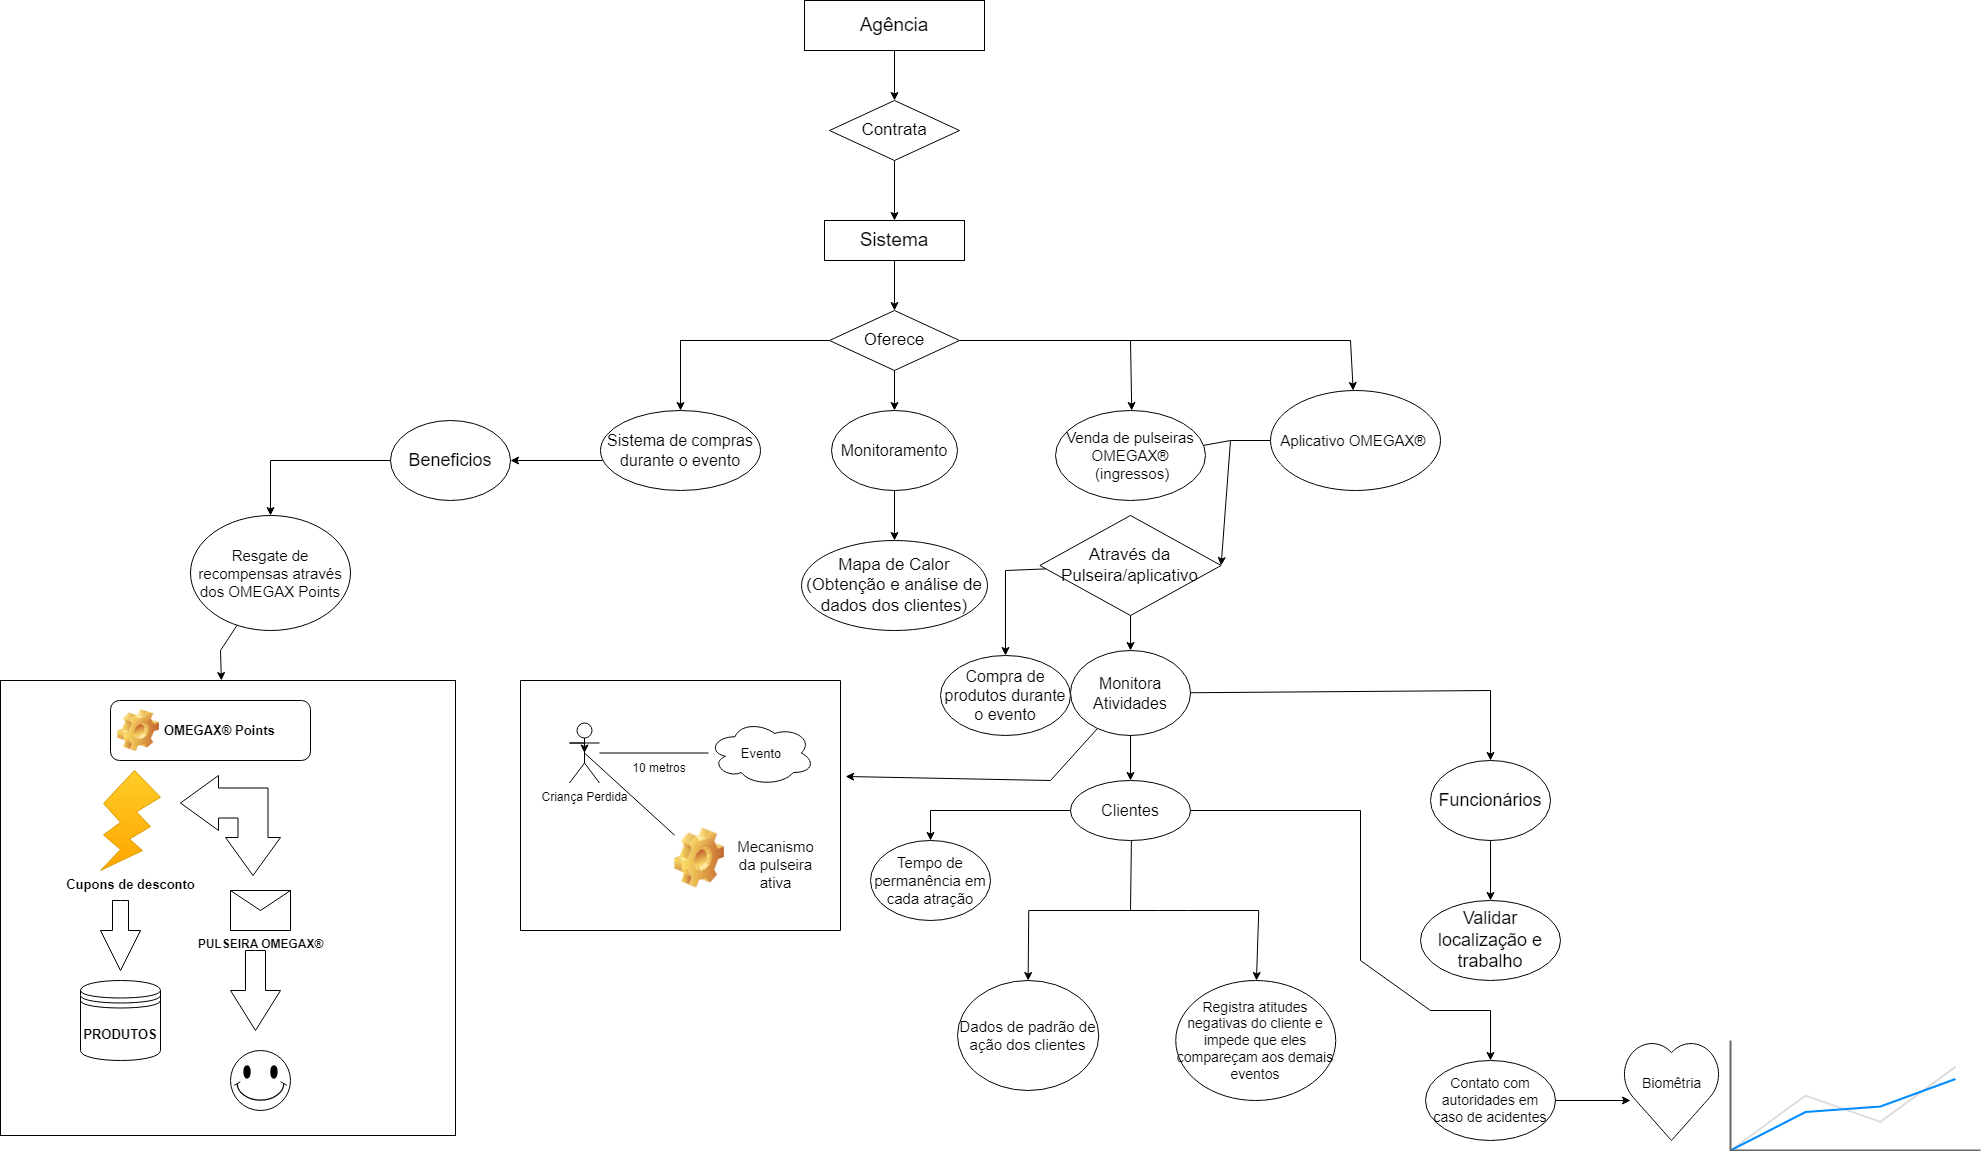 Agência
Contrata
Sistema
Oferece
Sistema de compras
durante o evento
Beneficios
Monitoramento
Venda de pulseiras
OMEGAX®
(ingressos)
Aplicativo OMEGAX®
Resgate de
recompensas através
dos OMEGAX Points
Mapa de Calor
(Obtenção e análise de
dados dos clientes)
Através da
Pulseira/aplicativo
Compra de
produtos durante
o evento
Monitora
Atividades
OMEGAX® Points
Cupons de desconto
PULSEIRA OMEGAX®
PRODUTOS
Evento
10 metros
Criança Perdida
Mecanismo
da pulseira
ativa
Clientes
Funcionários
Tempo de
permanência em
cada atração
Validar
localização e
trabalho
Dados de padrão de
ação dos clientes
Registra atitudes
negativas do cliente e
impede que eles
compareçam aos demais
eventos
Contato com
autoridades em
caso de acidentes
Biomêtria